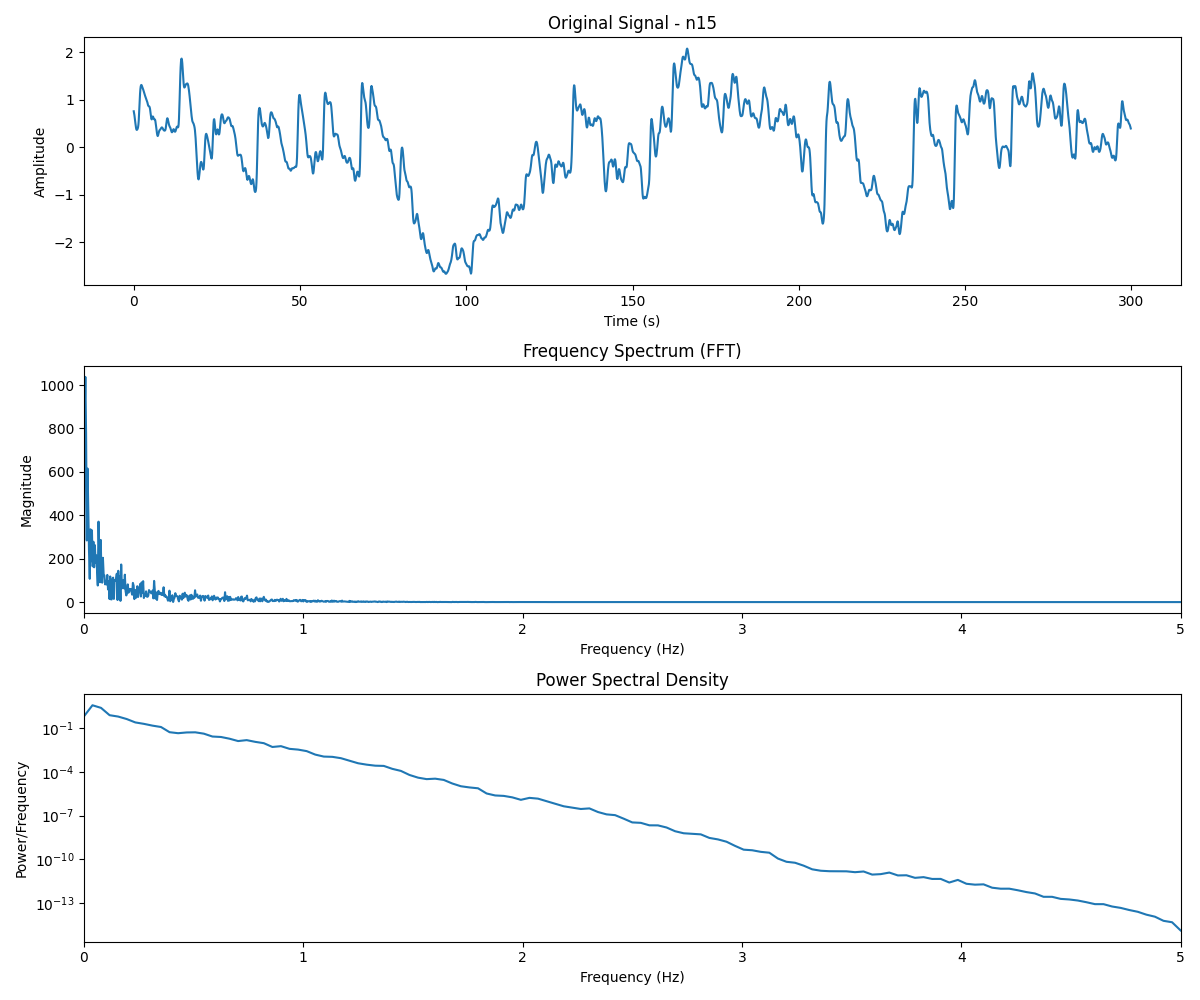 Original Signal - n15
2
1
0
−1
−2
Amplitude
0 50 100 150 200 250 300
Time (s)
Frequency Spectrum (FFT)
1000
800
600
400
200
0
Magnitude
0 1 2 3 4 5
Frequency (Hz)
Power Spectral Density
10⁻¹
10⁻⁴
10⁻⁷
10⁻¹⁰
10⁻¹³
Power/Frequency
0 1 2 3 4 5
Frequency (Hz)